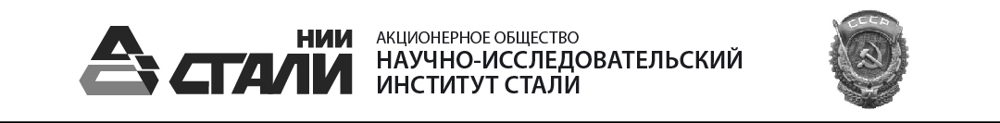 НИИ
СТАЛИ
АКЦИОНЕРНОЕ ОБЩЕСТВО
НАУЧНО-ИССЛЕДОВАТЕЛЬСКИЙ
ИНСТИТУТ СТАЛИ
СССР